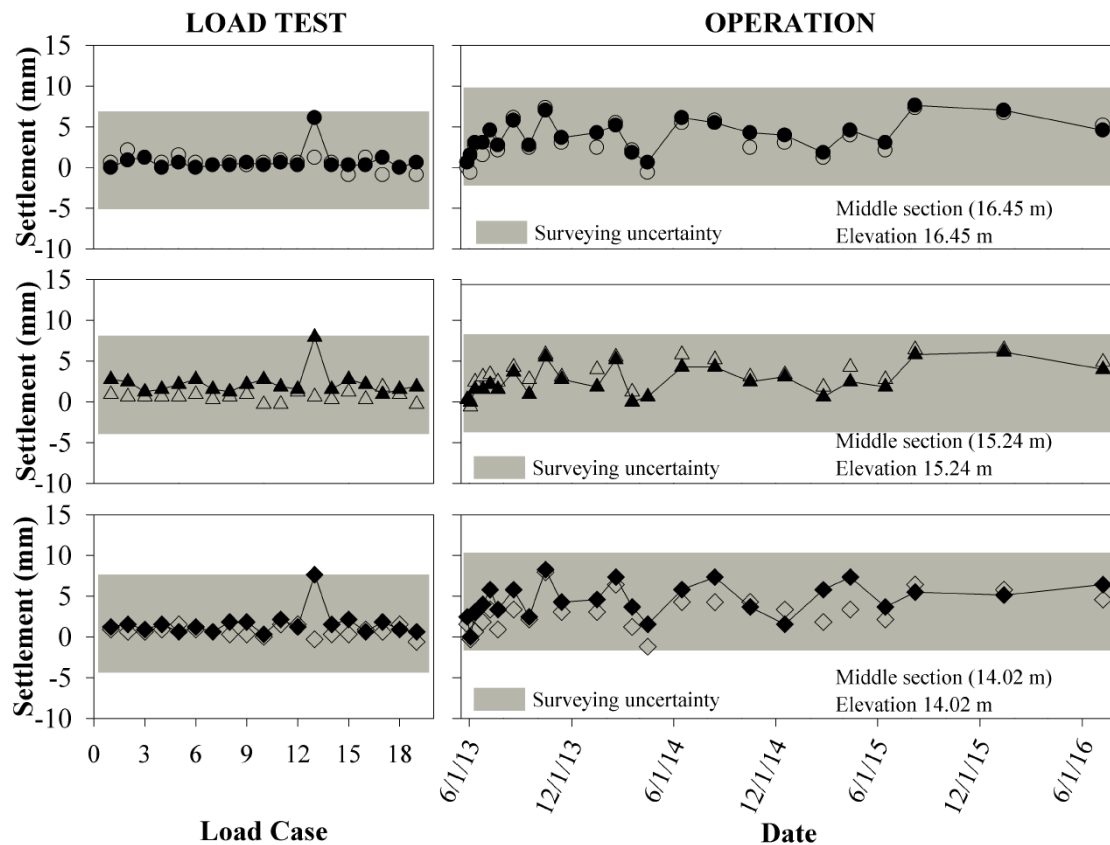 LOAD TEST
OPERATION
Settlement (mm)
15
10
5
0
-5
-10
Surveying uncertainty
Middle section (16.45 m)
Elevation 16.45 m
Settlement (mm)
15
10
5
0
-5
-10
Surveying uncertainty
Middle section (15.24 m)
Elevation 15.24 m
Settlement (mm)
15
10
5
0
-5
-10
Surveying uncertainty
Middle section (14.02 m)
Elevation 14.02 m
0 3 6 9 12 15 18
6/1/13 12/1/13 6/1/14 12/1/14 6/1/15 12/1/15 6/1/16
Load Case
Date